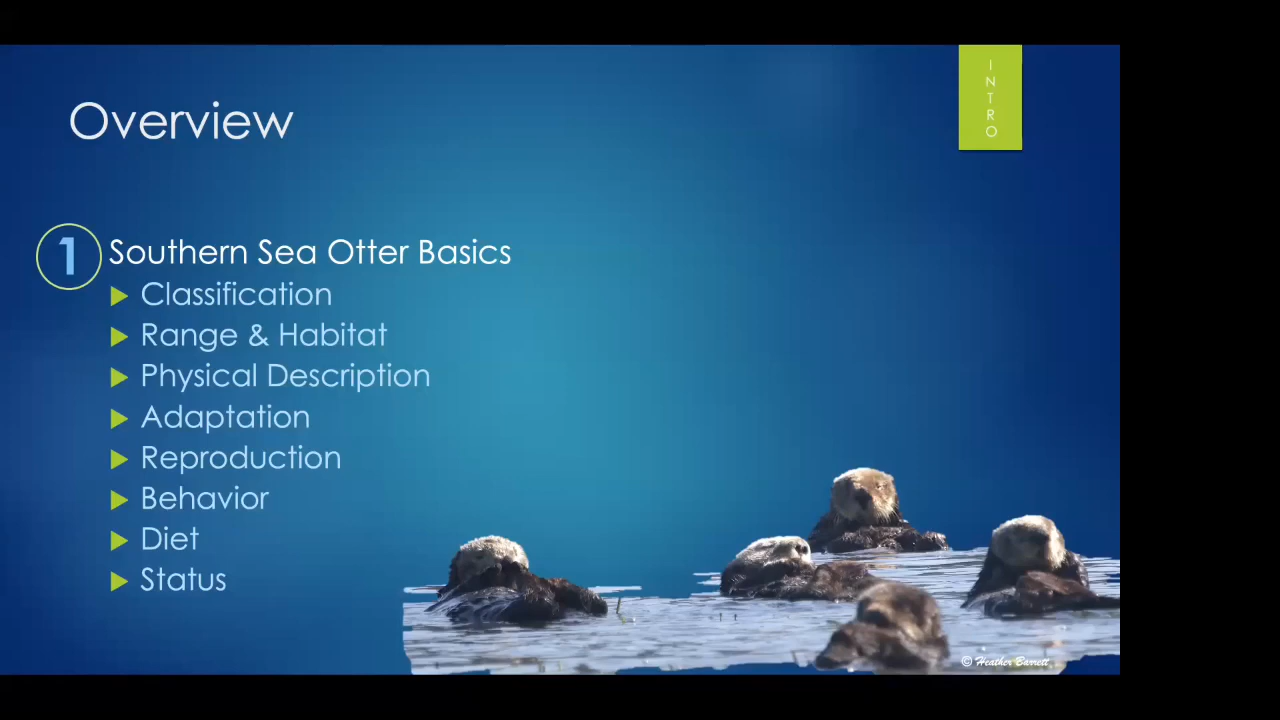 INTRO
Overview
1
Southern Sea Otter Basics
Classification
Range & Habitat
Physical Description
Adaptation
Reproduction
Behavior
Diet
Status
© Heather Barrett